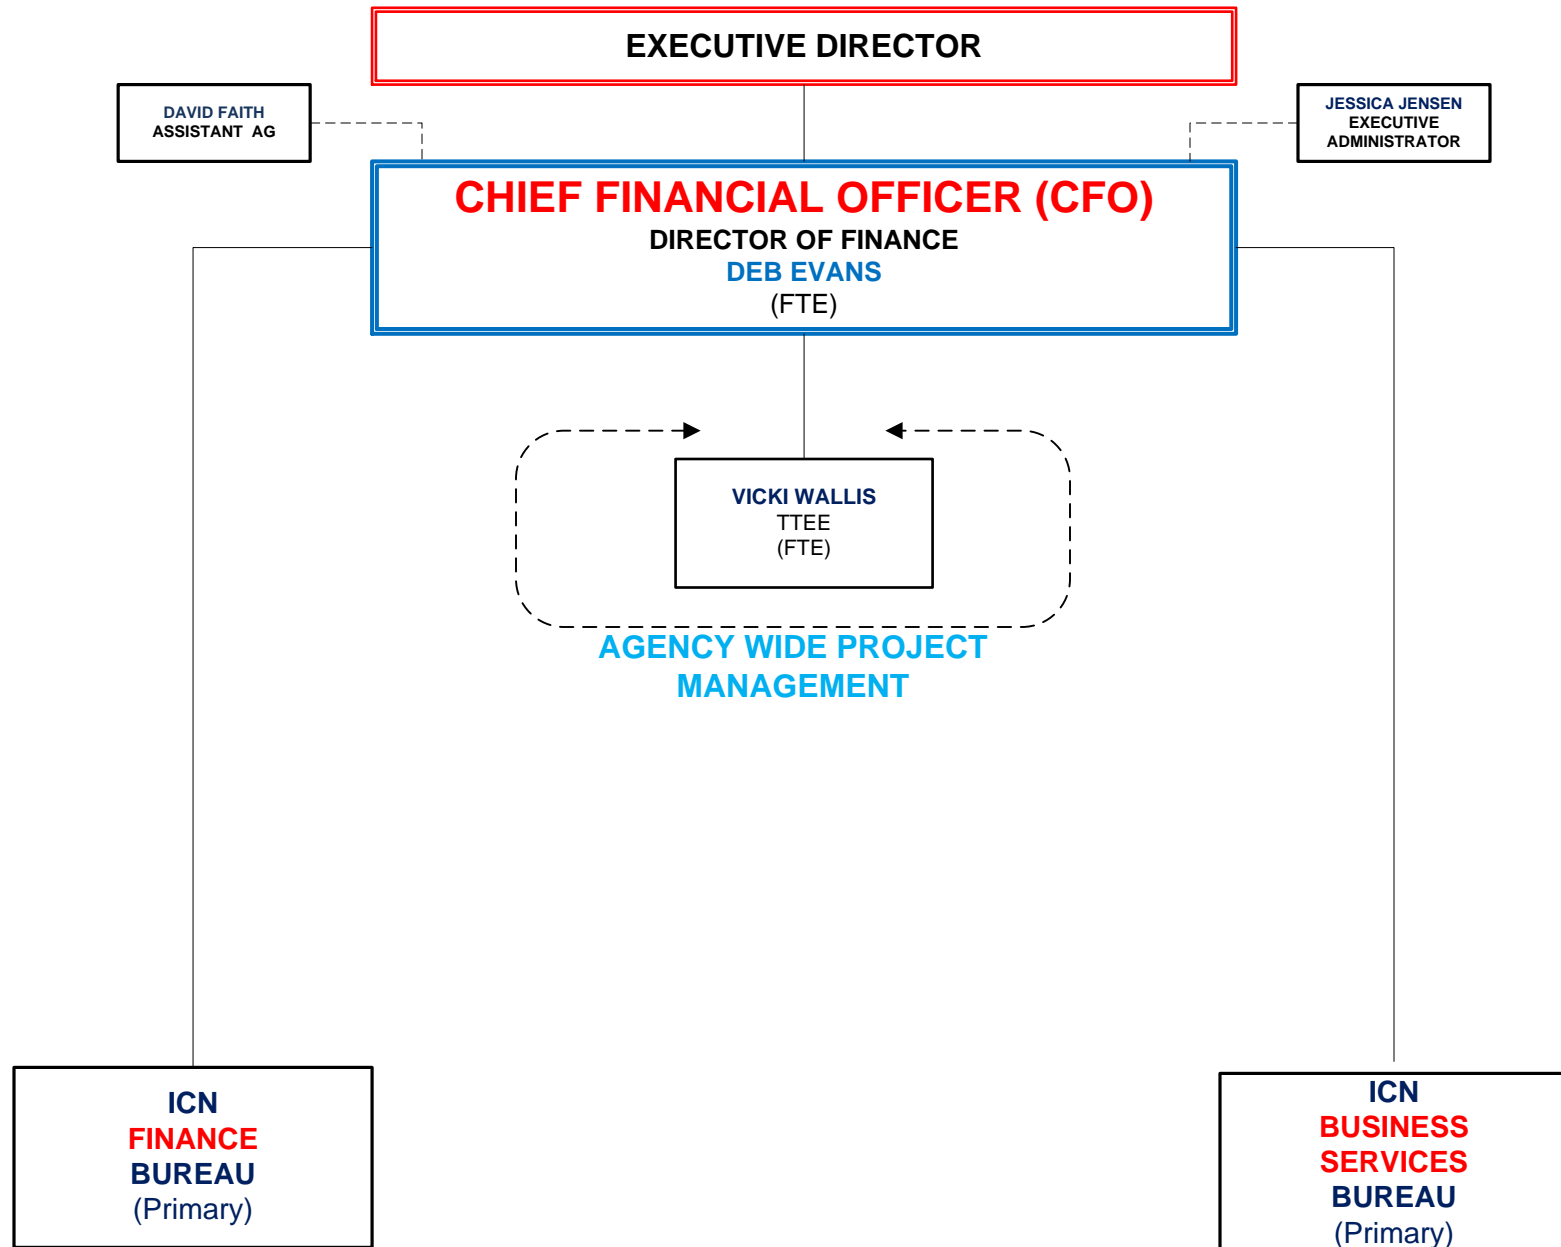 EXECUTIVE DIRECTOR
DAVID FAITH
ASSISTANT AG
JESSICA JENSEN
EXECUTIVE
ADMINISTRATOR
CHIEF FINANCIAL OFFICER (CFO)
DIRECTOR OF FINANCE
DEB EVANS
(FTE)
VICKI WALLIS
TTEE
(FTE)
AGENCY WIDE PROJECT
MANAGEMENT
ICN
FINANCE
BUREAU
(Primary)
ICN
BUSINESS
SERVICES
BUREAU
(Primary)